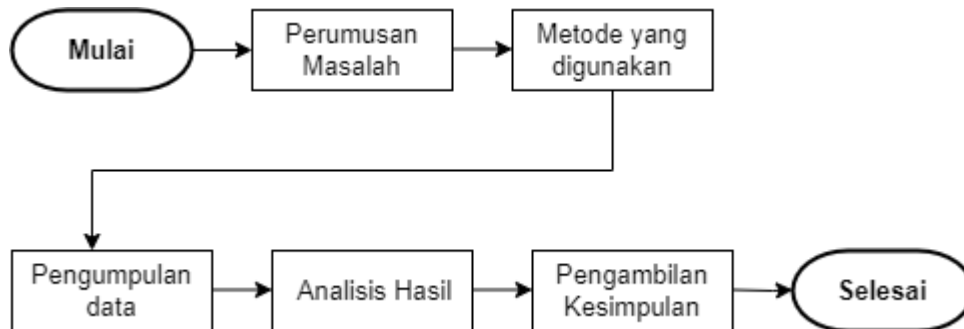 Mulai
Perumusan
Masalah
Metode yang
digunakan
Pengumpulan
data
Analisis Hasil
Pengambilan
Kesimpulan
Selesai